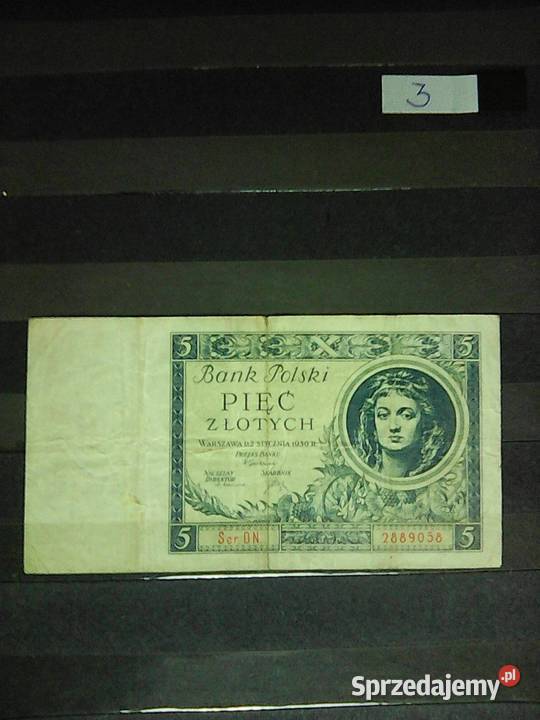 3
5 5
Bank Polski
PIĘĆ
ZŁOTYCH
WARSZAWA D. 2 STYCZNIA 1930 R.
PREZES BANKU
NACZELNY SKARBNIK
DYREKTOR
5 Ser. DN. 2889058 5
Sprzedajemy.pl